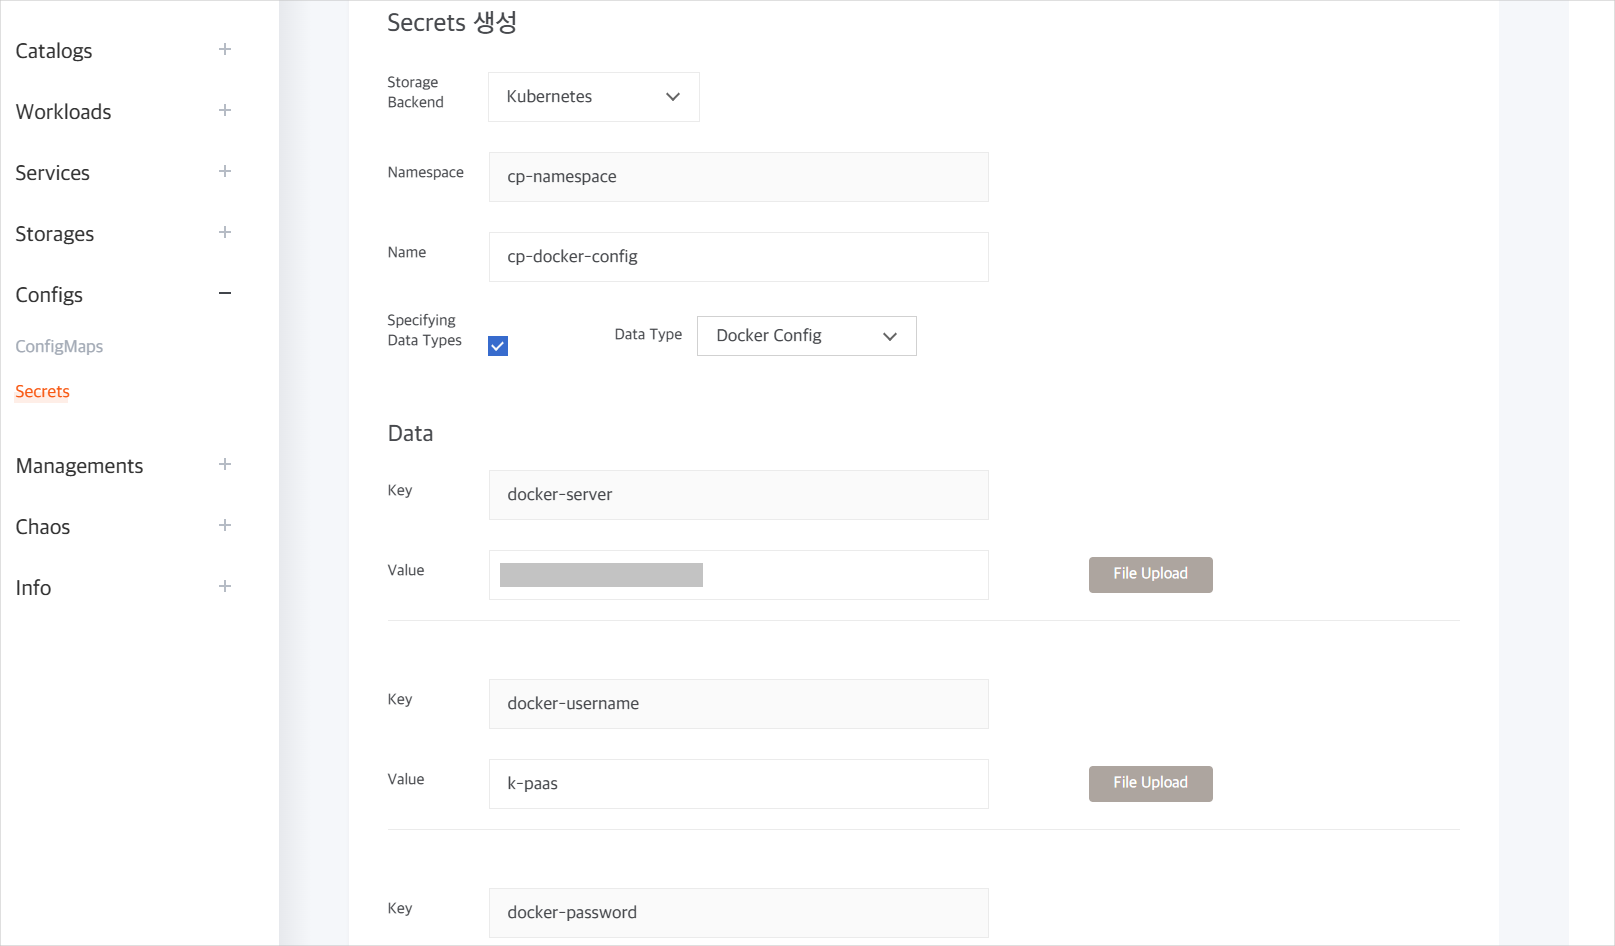 Catalogs
Workloads
Services
Storages
Configs
ConfigMaps
Secrets
Managements
Chaos
Info
Secrets 생성
Storage
Backend
Kubernetes
Namespace
cp-namespace
Name
cp-docker-config
Specifying
Data Types
Data Type
Docker Config
Data
Key
docker-server
Value
File Upload
Key
docker-username
Value
k-paas
File Upload
Key
docker-password